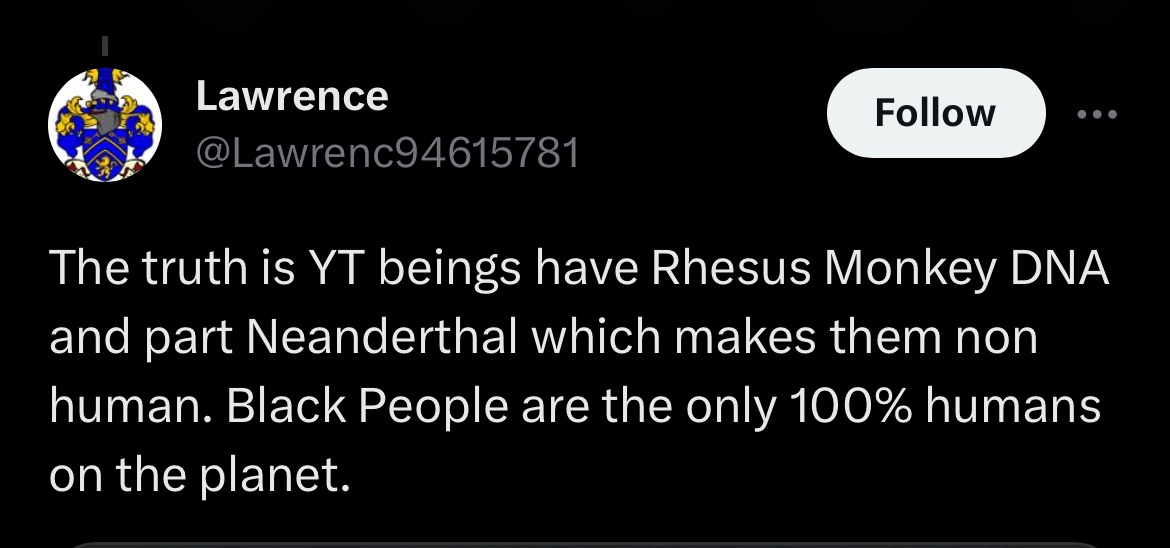 Lawrence
@Lawrenc94615781
Follow
The truth is YT beings have Rhesus Monkey DNA
and part Neanderthal which makes them non
human. Black People are the only 100% humans
on the planet.